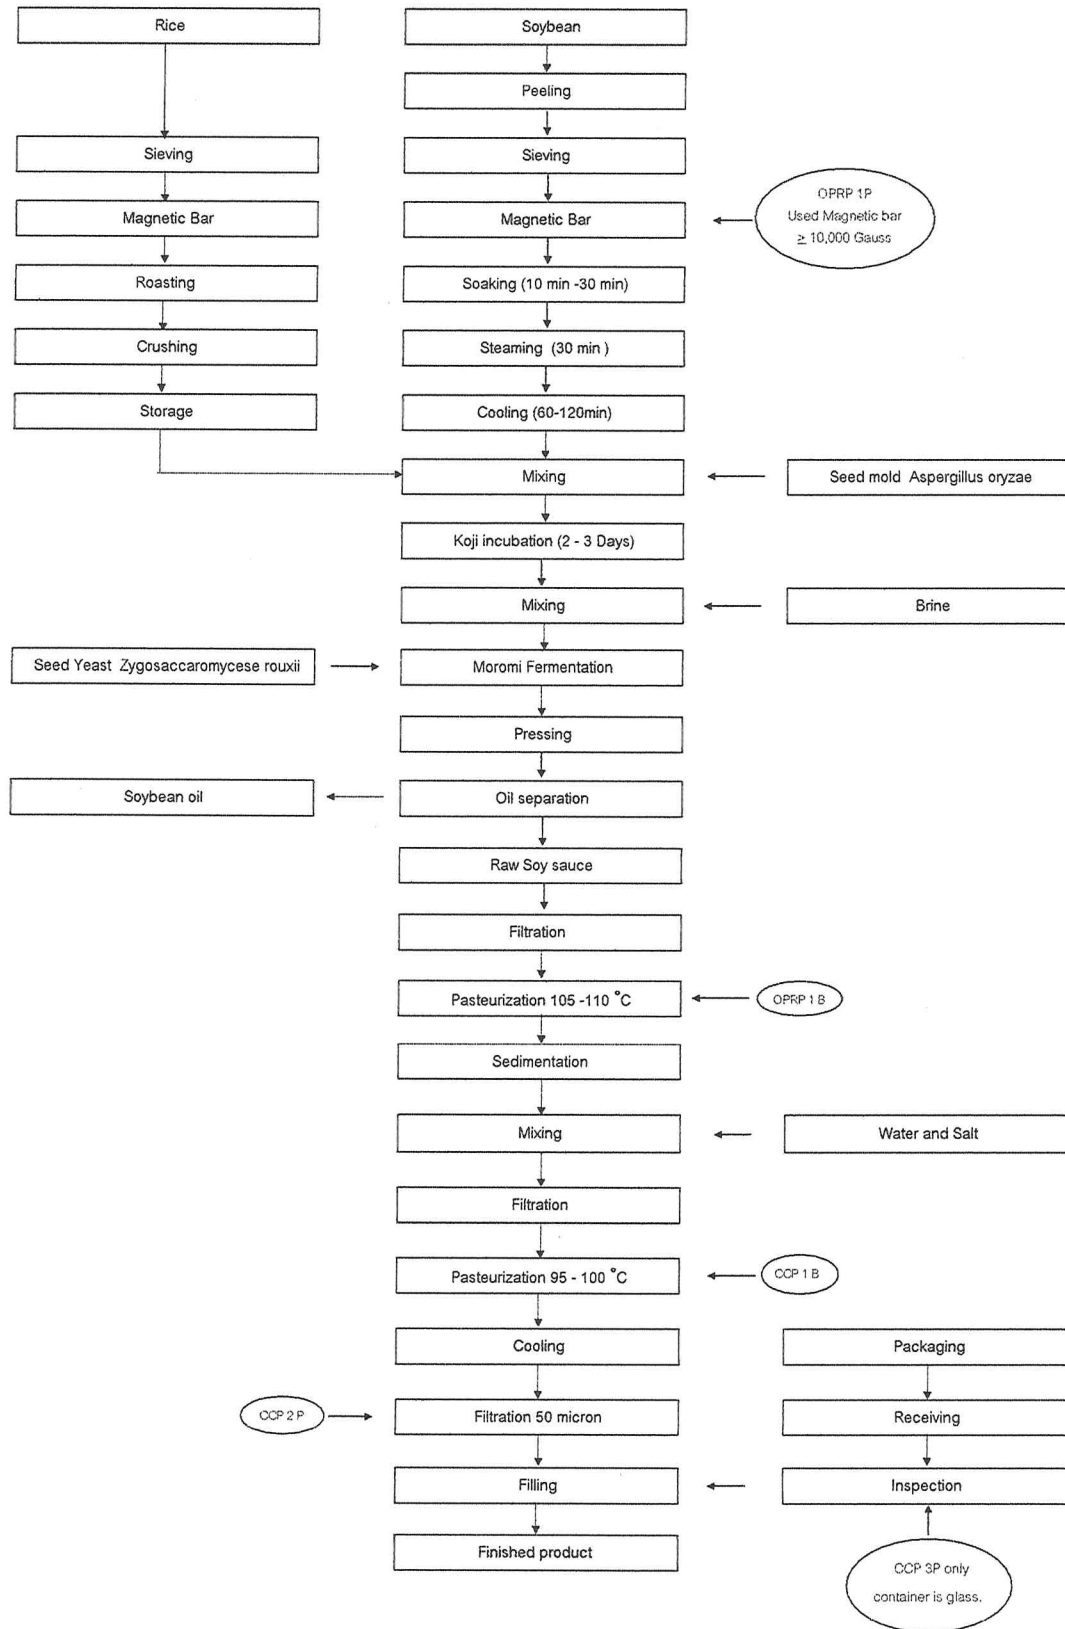 Rice
Soybean
Peeling
Sieving
Sieving
Magnetic Bar
Magnetic Bar
OPRP 1P
Used Magnetic bar
≥ 10,000 Gauss
Roasting
Soaking (10 min -30 min)
Crushing
Steaming (30 min )
Storage
Cooling (60-120min)
Mixing
Seed mold Aspergillus oryzae
Koji incubation (2 - 3 Days)
Mixing
Brine
Seed Yeast Zygosaccaromycese rouxii
Moromi Fermentation
Pressing
Soybean oil
Oil separation
Raw Soy sauce
Filtration
Pasteurization 105 -110 °C
OPRP 1 B
Sedimentation
Mixing
Water and Salt
Filtration
Pasteurization 95 - 100 °C
CCP 1 B
Cooling
Packaging
CCP 2 P
Filtration 50 micron
Receiving
Filling
Inspection
Finished product
CCP 3P only
container is glass.